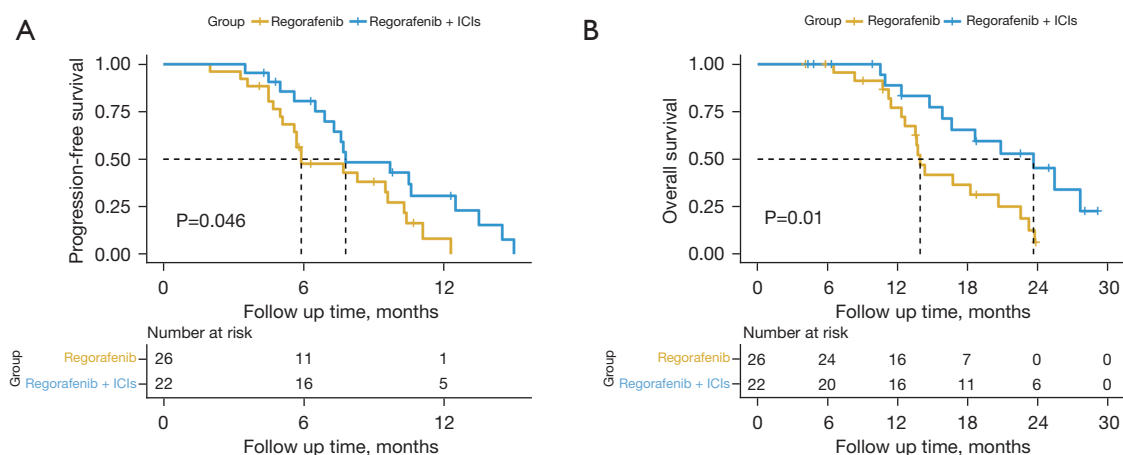 A
Group Regorafenib Regorafenib + ICIs
Progression-free survival
1.00
0.75
0.50
0.25
0.00
P=0.046
0 6 12
Follow up time, months
Number at risk
Group
Regorafenib 26 11 1
Regorafenib + ICIs 22 16 5
0 6 12
Follow up time, months
B
Group Regorafenib Regorafenib + ICIs
Overall survival
1.00
0.75
0.50
0.25
0.00
P=0.01
0 6 12 18 24 30
Follow up time, months
Number at risk
Group
Regorafenib 26 24 16 7 0 0
Regorafenib + ICIs 22 20 16 11 6 0
0 6 12 18 24 30
Follow up time, months